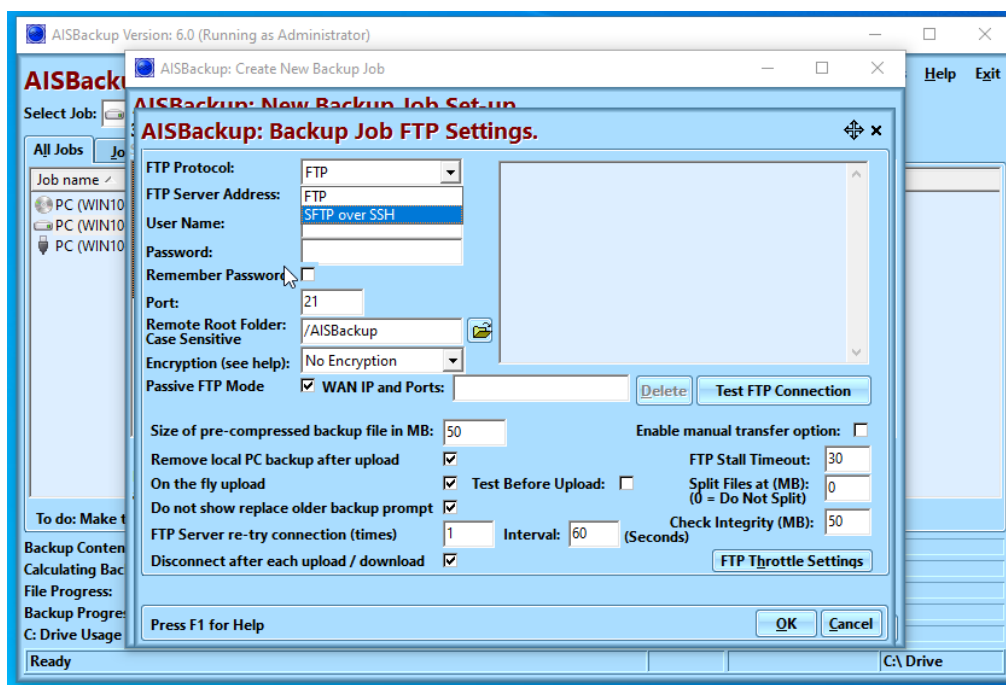 AISBackup Version: 6.0 (Running as Administrator)
AISBackup: Create New Backup Job
AISBacku
Help Exit
AISBackup: New Backup Job Set-up
Select Job:
AISBackup: Backup Job FTP Settings.
All Jobs Jo
Job name
PC (WIN10
PC (WIN10
PC (WIN10
FTP Protocol: FTP
FTP Server Address: FTP
SFTP over SSH
User Name:
Password:
Remember Password
Port: 21
Remote Root Folder: /AISBackup
Case Sensitive
Encryption (see help): No Encryption
Passive FTP Mode WAN IP and Ports: Delete Test FTP Connection
Size of pre-compressed backup file in MB: 50 Enable manual transfer option:
Remove local PC backup after upload FTP Stall Timeout: 30
On the fly upload Test Before Upload: Split Files at (MB): 0
(0 = Do Not Split)
Do not show replace older backup prompt Check Integrity (MB): 50
FTP Server re-try connection (times) 1 Interval: 60 (Seconds)
Disconnect after each upload / download FTP Throttle Settings
To do: Make t
Backup Conten
Calculating Bac
File Progress:
Backup Progre
C: Drive Usage
Press F1 for Help OK Cancel
Ready C:\ Drive